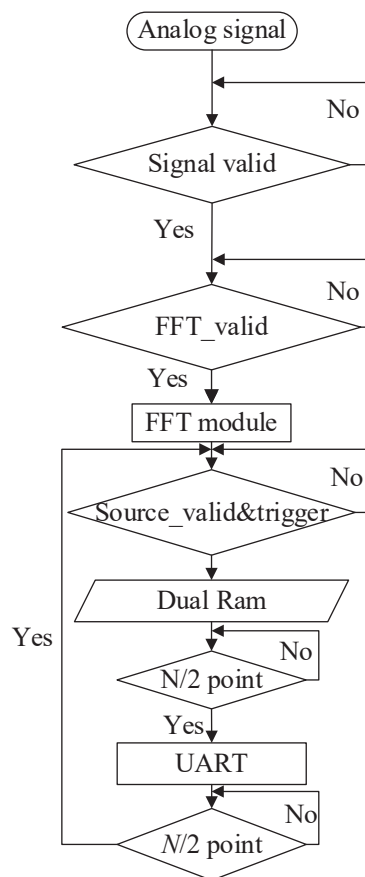 Analog signal
No
Signal valid
Yes
No
FFT_valid
Yes
FFT module
No
Source_valid&trigger
Dual Ram
Yes
No
N/2 point
Yes
UART
No
N/2 point